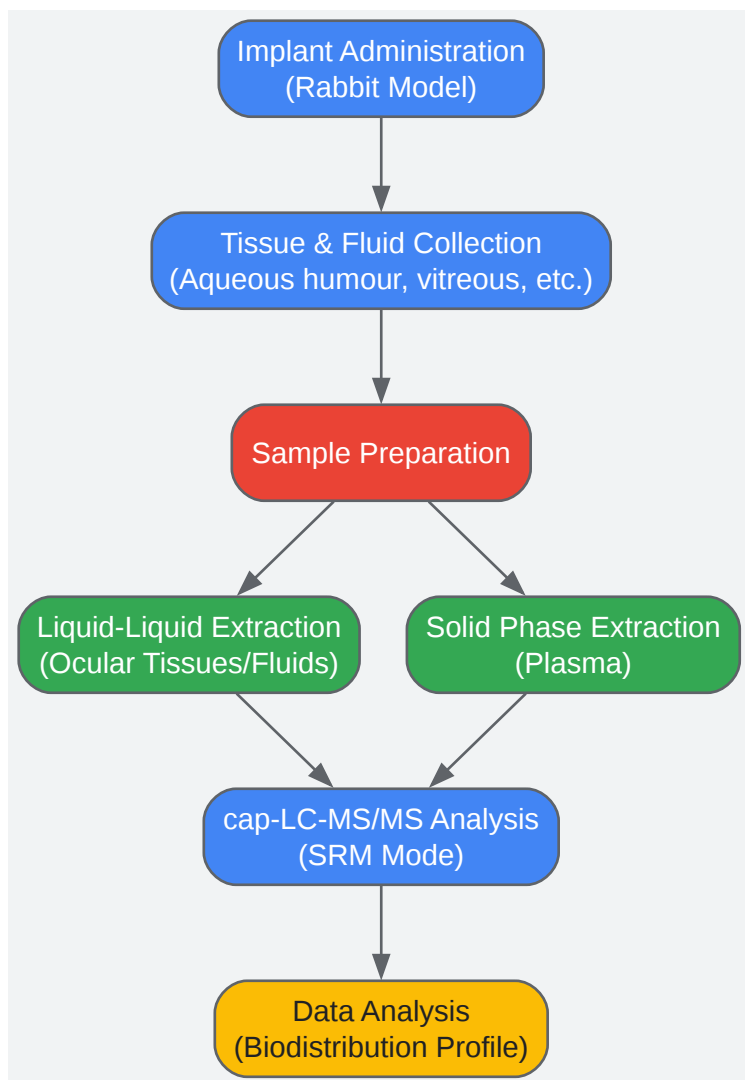 Implant Administration
(Rabbit Model)
Tissue & Fluid Collection
(Aqueous humour, vitreous, etc.)
Sample Preparation
Liquid-Liquid Extraction
(Ocular Tissues/Fluids)
Solid Phase Extraction
(Plasma)
cap-LC-MS/MS Analysis
(SRM Mode)
Data Analysis
(Biodistribution Profile)